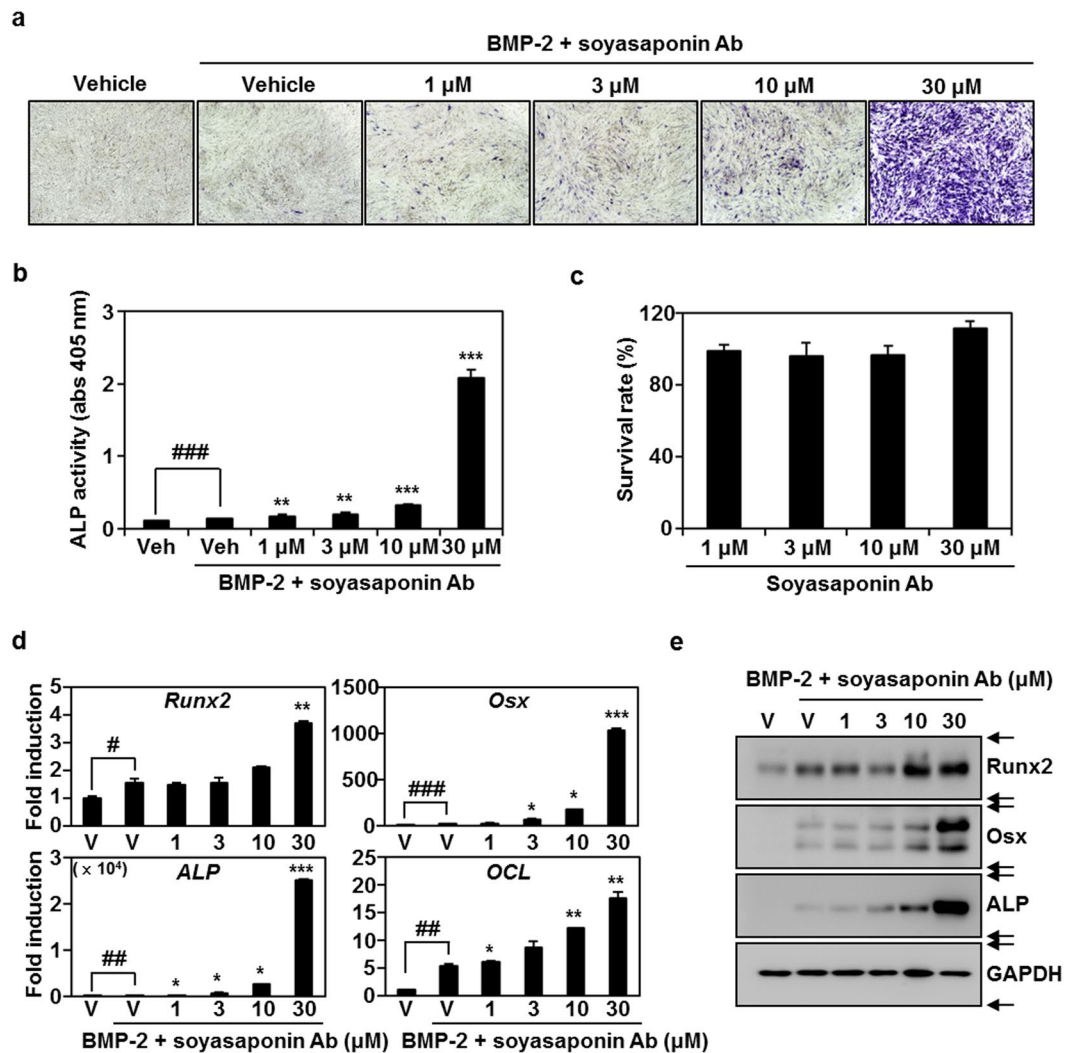 a
BMP-2 + soyasaponin Ab
Vehicle Vehicle 1 μM 3 μM 10 μM 30 μM
b
ALP activity (abs 405 nm)
3
2
1
0
###
** ** *** ***
Veh Veh 1 μM 3 μM 10 μM 30 μM
BMP-2 + soyasaponin Ab
c
Survival rate (%)
120
80
40
0
1 μM 3 μM 10 μM 30 μM
Soyasaponin Ab
d
Fold induction
5
4
3
2
1
0
Runx2
#
**
V V 1 3 10 30
1500
1000
500
0
Osx
###
* * ***
V V 1 3 10 30
Fold induction
(× 10⁴)
3
2
1
0
ALP
##
* * * ***
V V 1 3 10 30
BMP-2 + soyasaponin Ab (μM)
25
20
15
10
5
0
OCL
##
* ** **
V V 1 3 10 30
BMP-2 + soyasaponin Ab (μM)
e
BMP-2 + soyasaponin Ab (μM)
V V 1 3 10 30
Runx2
Osx
ALP
GAPDH